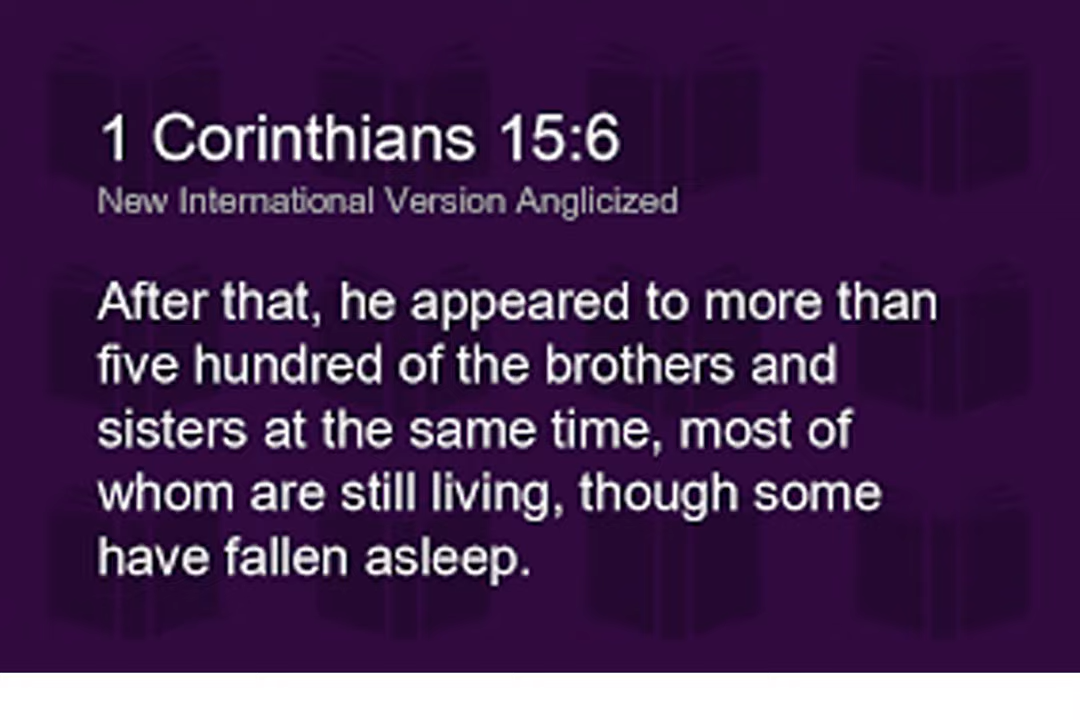 1 Corinthians 15:6
New International Version Anglicized
After that, he appeared to more than
five hundred of the brothers and
sisters at the same time, most of
whom are still living, though some
have fallen asleep.